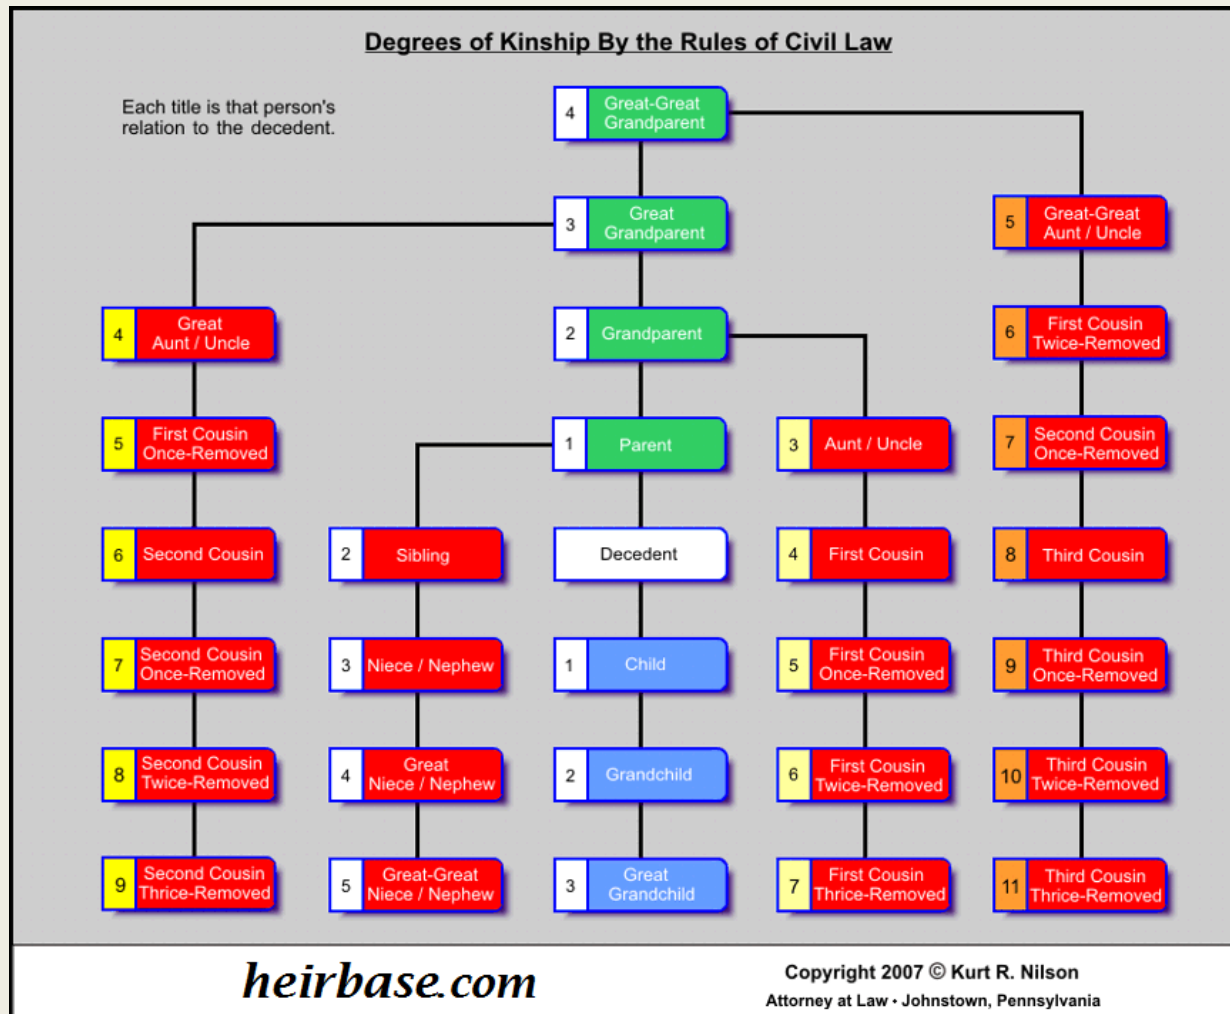 Degrees of Kinship By the Rules of Civil Law
Each title is that person's
relation to the decedent.
4
Great-Great
Grandparent
3
Great
Grandparent
5
Great-Great
Aunt / Uncle
4
Great
Aunt / Uncle
2
Grandparent
6
First Cousin
Twice-Removed
5
First Cousin
Once-Removed
1
Parent
3
Aunt / Uncle
7
Second Cousin
Once-Removed
6
Second Cousin
2
Sibling
Decedent
4
First Cousin
8
Third Cousin
7
Second Cousin
Once-Removed
3
Niece / Nephew
1
Child
5
First Cousin
Once-Removed
9
Third Cousin
Once-Removed
8
Second Cousin
Twice-Removed
4
Great
Niece / Nephew
2
Grandchild
6
First Cousin
Twice-Removed
10
Third Cousin
Twice-Removed
9
Second Cousin
Thrice-Removed
5
Great-Great
Niece / Nephew
3
Great
Grandchild
7
First Cousin
Thrice-Removed
11
Third Cousin
Thrice-Removed
heirbase.com
Copyright 2007 © Kurt R. Nilson
Attorney at Law • Johnstown, Pennsylvania